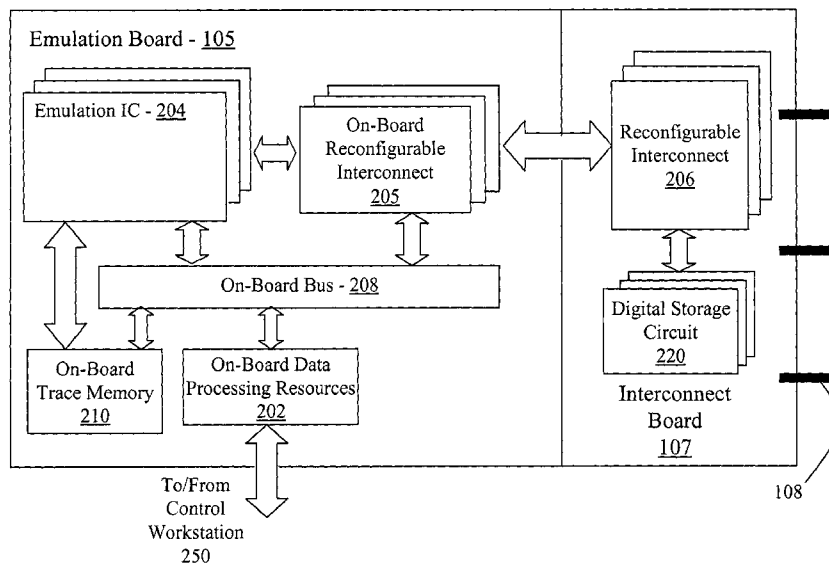 Emulation Board - 105
Emulation IC - 204
On-Board
Reconfigurable
Interconnect
205
Reconfigurable
Interconnect
206
On-Board Bus - 208
Digital Storage
Circuit
220
On-Board
Trace Memory
210
On-Board Data
Processing Resources
202
Interconnect
Board
107
108
To/From
Control
Workstation
250